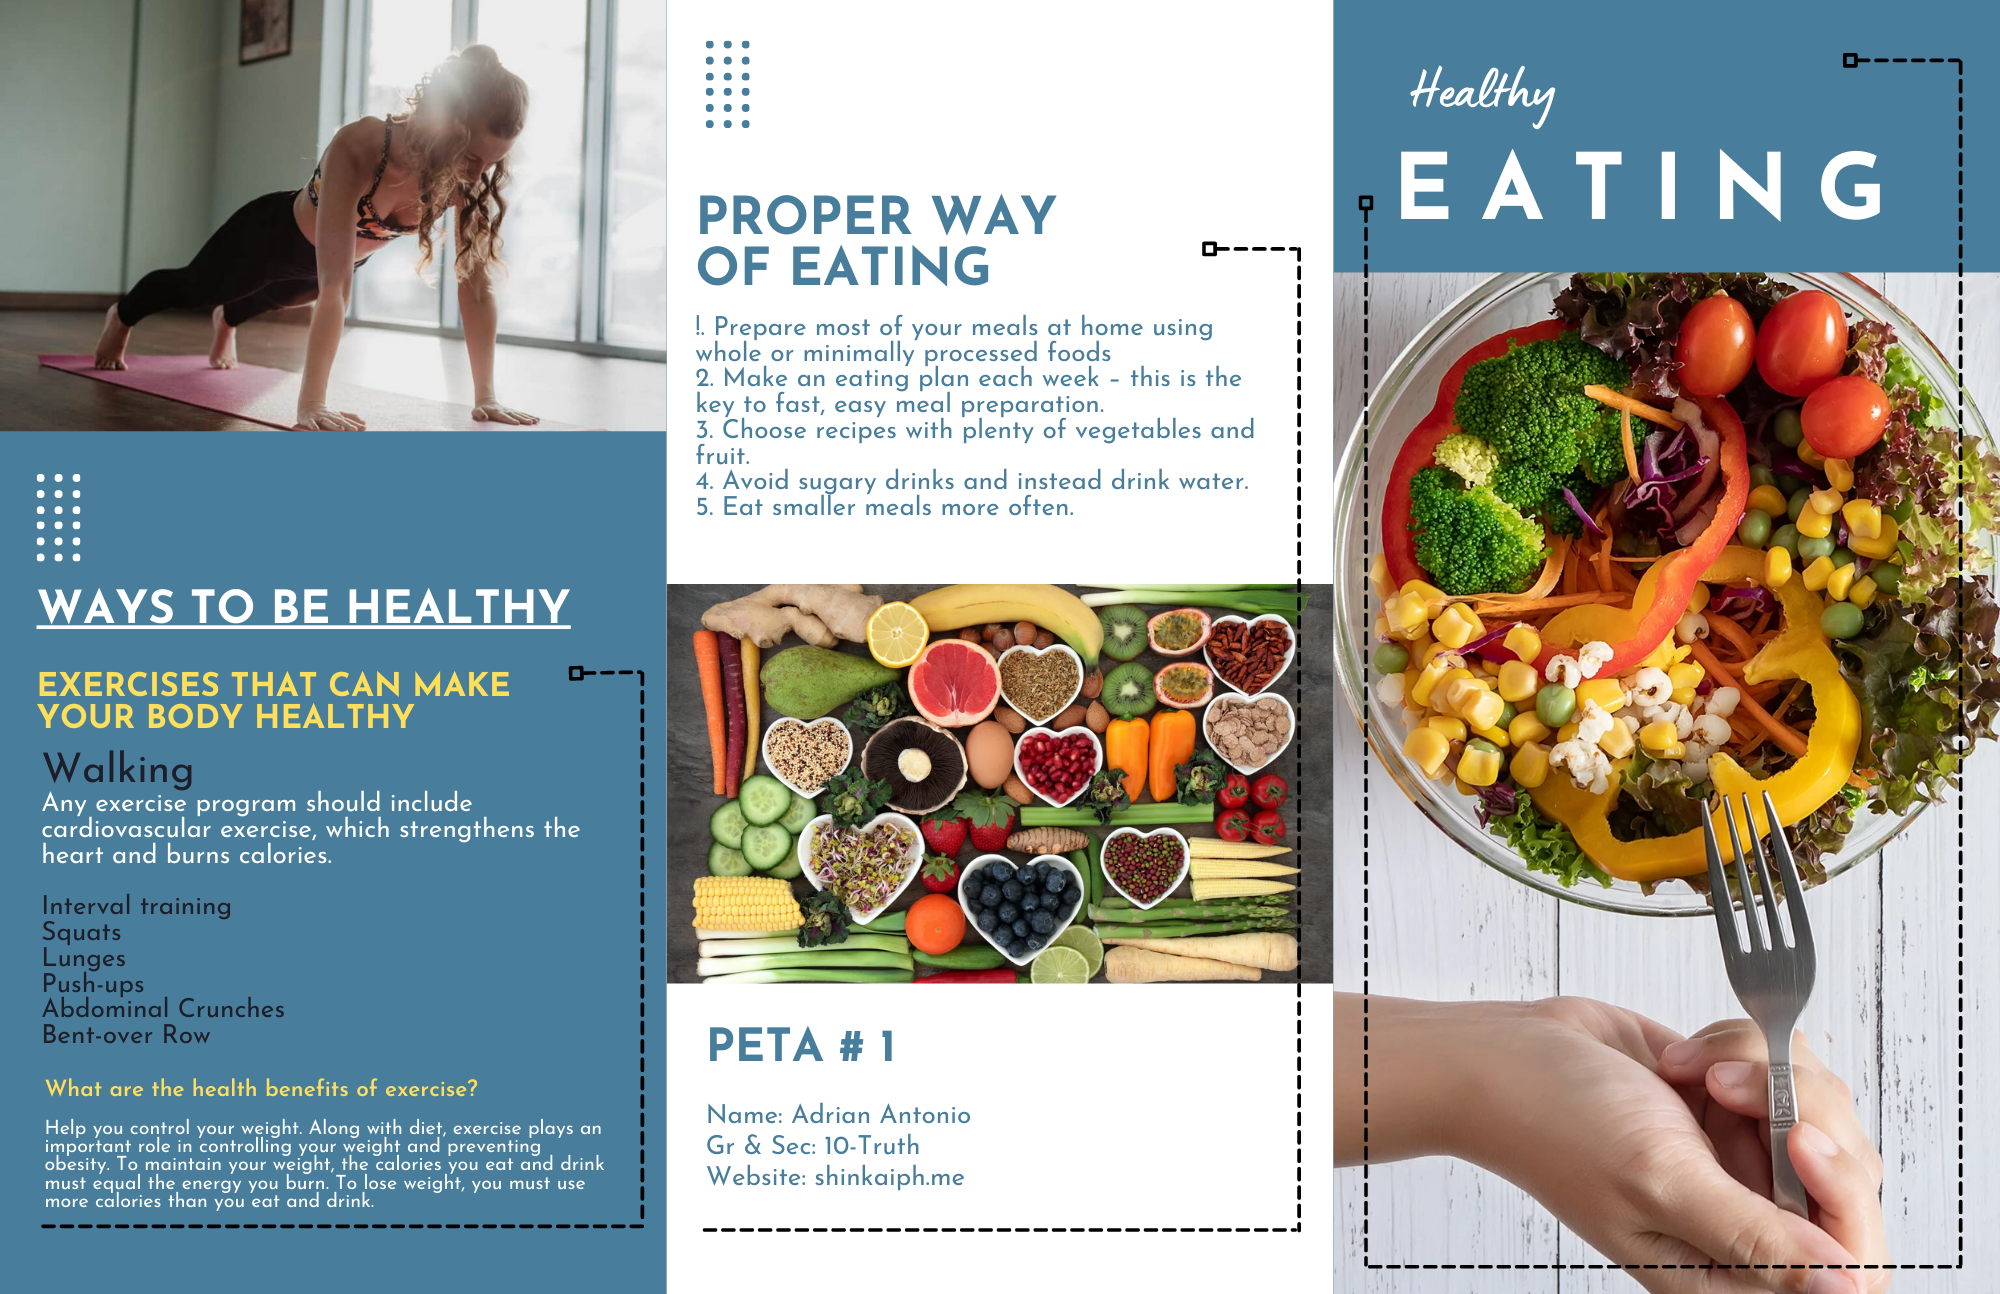 WAYS TO BE HEALTHY
EXERCISES THAT CAN MAKE
YOUR BODY HEALTHY
Walking
Any exercise program should include
cardiovascular exercise, which strengthens the
heart and burns calories.
Interval training
Squats
Lunges
Push-ups
Abdominal Crunches
Bent-over Row
What are the health benefits of exercise?
Help you control your weight. Along with diet, exercise plays an
important role in controlling your weight and preventing
obesity. To maintain your weight, the calories you eat and drink
must equal the energy you burn. To lose weight, you must use
more calories than you eat and drink.
PROPER WAY
OF EATING
!. Prepare most of your meals at home using
whole or minimally processed foods
2. Make an eating plan each week – this is the
key to fast, easy meal preparation.
3. Choose recipes with plenty of vegetables and
fruit.
4. Avoid sugary drinks and instead drink water.
5. Eat smaller meals more often.
PETA # 1
Name: Adrian Antonio
Gr & Sec: 10-Truth
Website: shinkaiph.me
Healthy
EATING